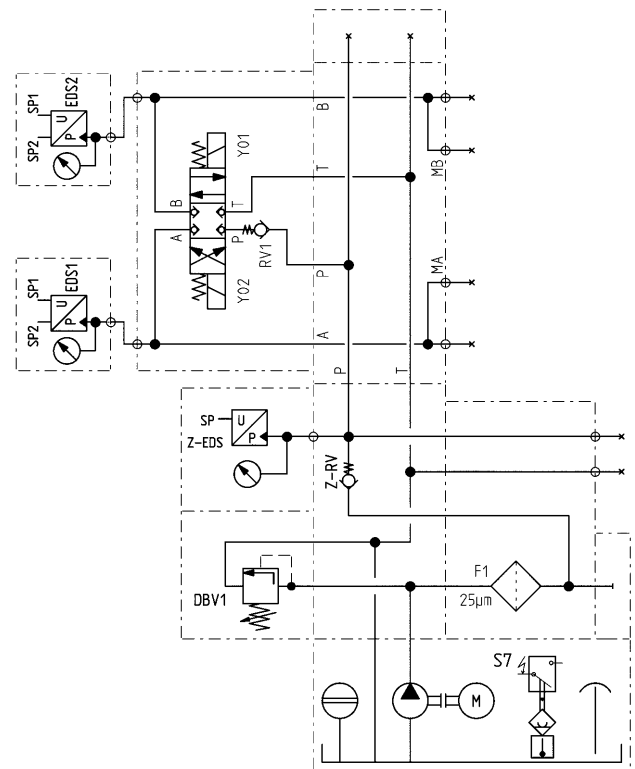 SP1
EDS2
U
P
SP2
Y01
B
T
MB
B
T
A
P
RV1
P
MA
Y02
SP1
EDS1
U
P
SP2
A
P
T
SP
U
Z-EDS
P
Z-RV
F1
25µm
DBV1
S7
M